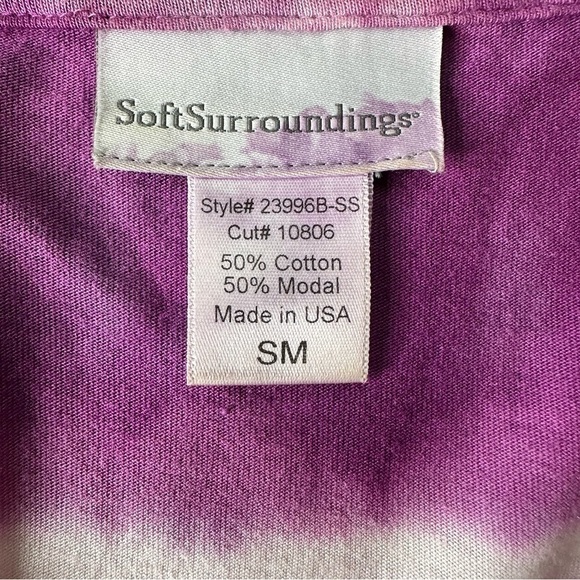 SoftSurroundings®
Style# 23996B-SS
Cut# 10806
50% Cotton
50% Modal
Made in USA
SM